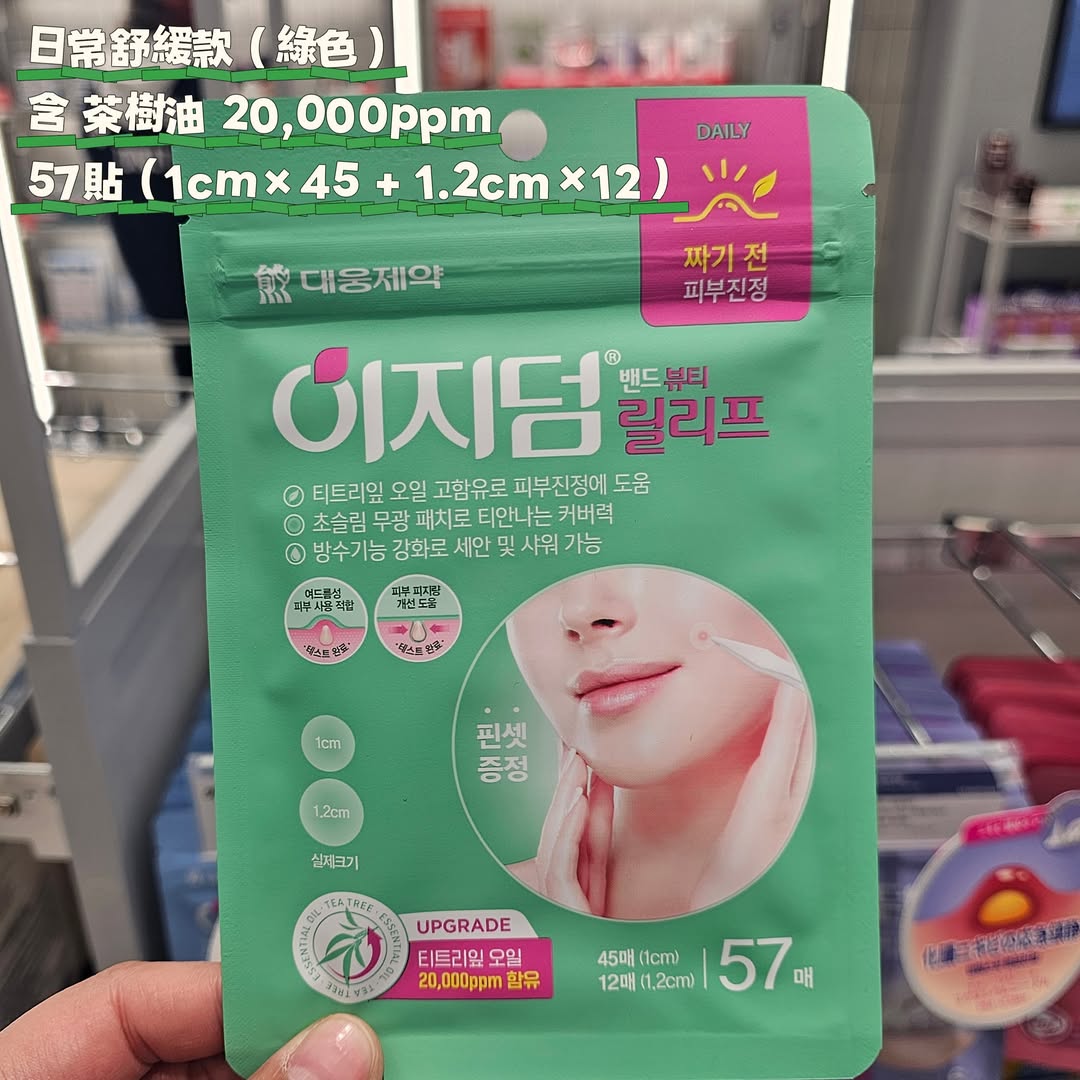 日常舒緩款（綠色）
含 茶樹油 20,000ppm
57貼（1cm×45 + 1.2cm×12）
DAILY
짜기 전
피부진정
대웅제약
이지덤® 밴드 뷰티
릴리프
티트리잎 오일 고함유로 피부진정에 도움
초슬림 무광 패치로 티안나는 커버력
방수기능 강화로 세안 및 샤워 가능
여드름성
피부 사용 적합
·테스트 완료·
피부 피지량
개선 도움
·테스트 완료·
핀셋
증정
1cm
1.2cm
실제크기
ESSENTIAL OIL · TEA TREE · ESSENTIAL OIL · TEA TREE ·
UPGRADE
티트리잎 오일
20,000ppm 함유
45매 (1cm)
12매 (1.2cm)
57매